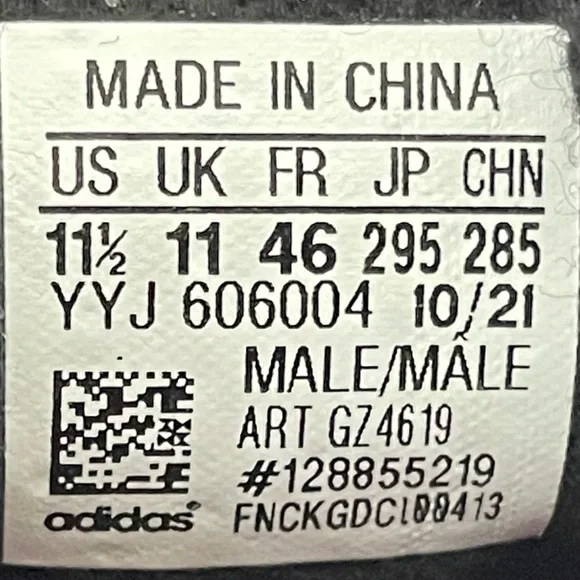 MADE IN CHINA
US UK FR JP CHN
11½ 11 46 295 285
YYJ 606004 10/21
MALE/MÂLE
ART GZ4619
#128855219
adidas